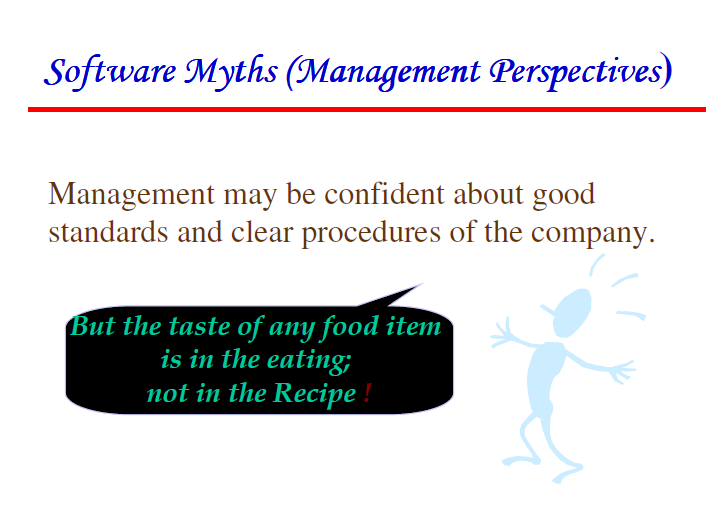 Software Myths (Management Perspectives)
Management may be confident about good
standards and clear procedures of the company.
But the taste of any food item
is in the eating;
not in the Recipe !